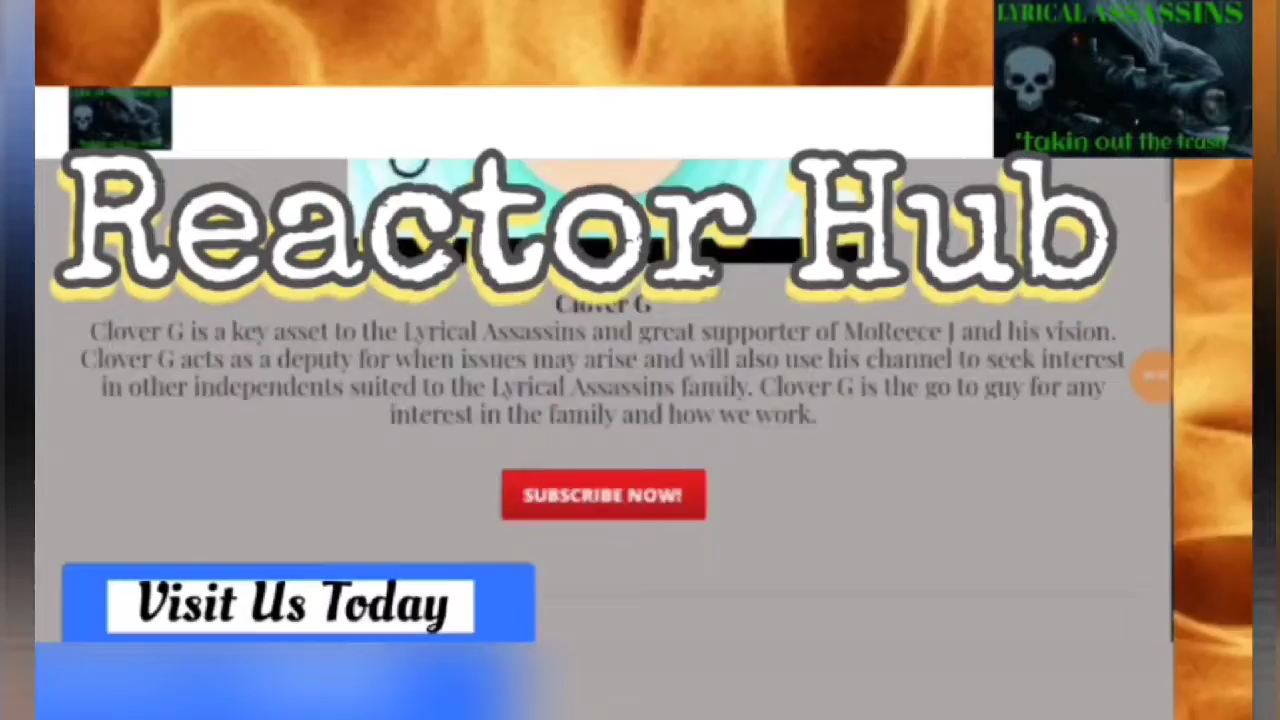 LYRICAL ASSASSINS
"takin out the trash
Reactor Hub
Clover G
Clover G is a key asset to the Lyrical Assassins and great supporter of MoReece J and his vision.
Clover G acts as a deputy for when issues may arise and will also use his channel to seek interest
in other independents suited to the Lyrical Assassins family. Clover G is the go to guy for any
interest in the family and how we work.
SUBSCRIBE NOW!
Visit Us Today